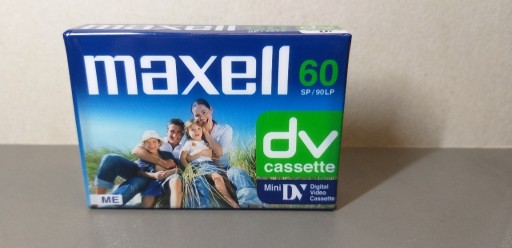 maxell
60
SP/90LP
dv
cassette
Mini DV Digital
Video
Cassette
ME